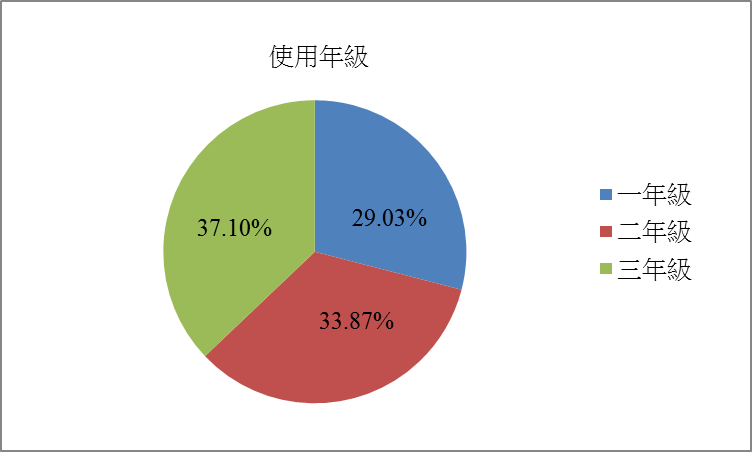 使用年級
29.03%
37.10%
33.87%
一年級
二年級
三年級